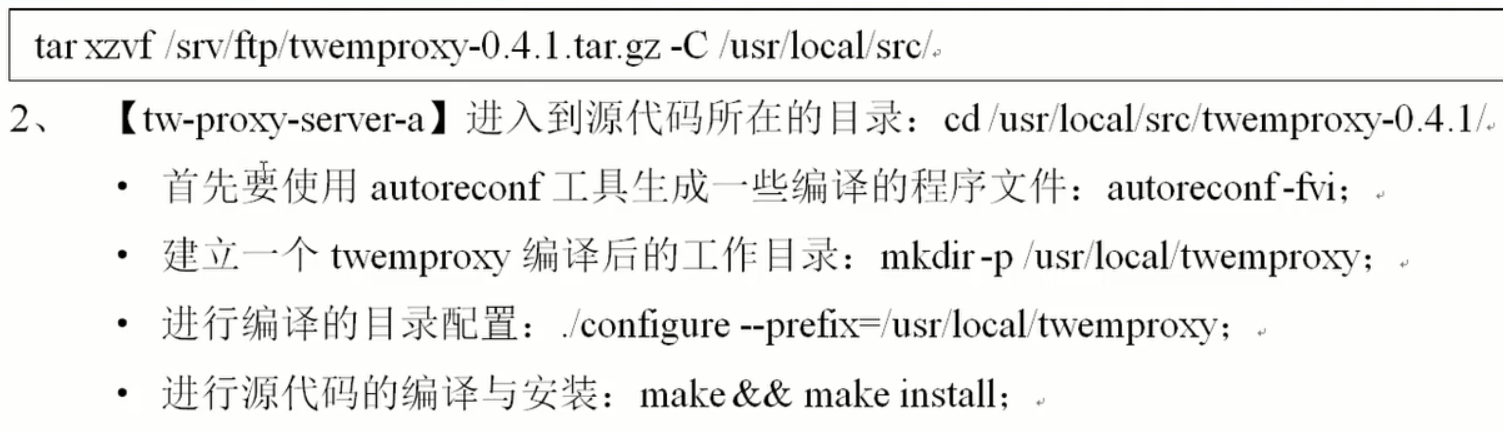 tar xzvf /srv/ftp/twemproxy-0.4.1.tar.gz -C /usr/local/src/
2、 【tw-proxy-server-a】进入到源代码所在的目录：cd /usr/local/src/twemproxy-0.4.1/
• 首先要使用 autoreconf 工具生成一些编译的程序文件：autoreconf -fvi；
• 建立一个 twemproxy 编译后的工作目录：mkdir -p /usr/local/twemproxy；
• 进行编译的目录配置：./configure --prefix=/usr/local/twemproxy；
• 进行源代码的编译与安装：make && make install；